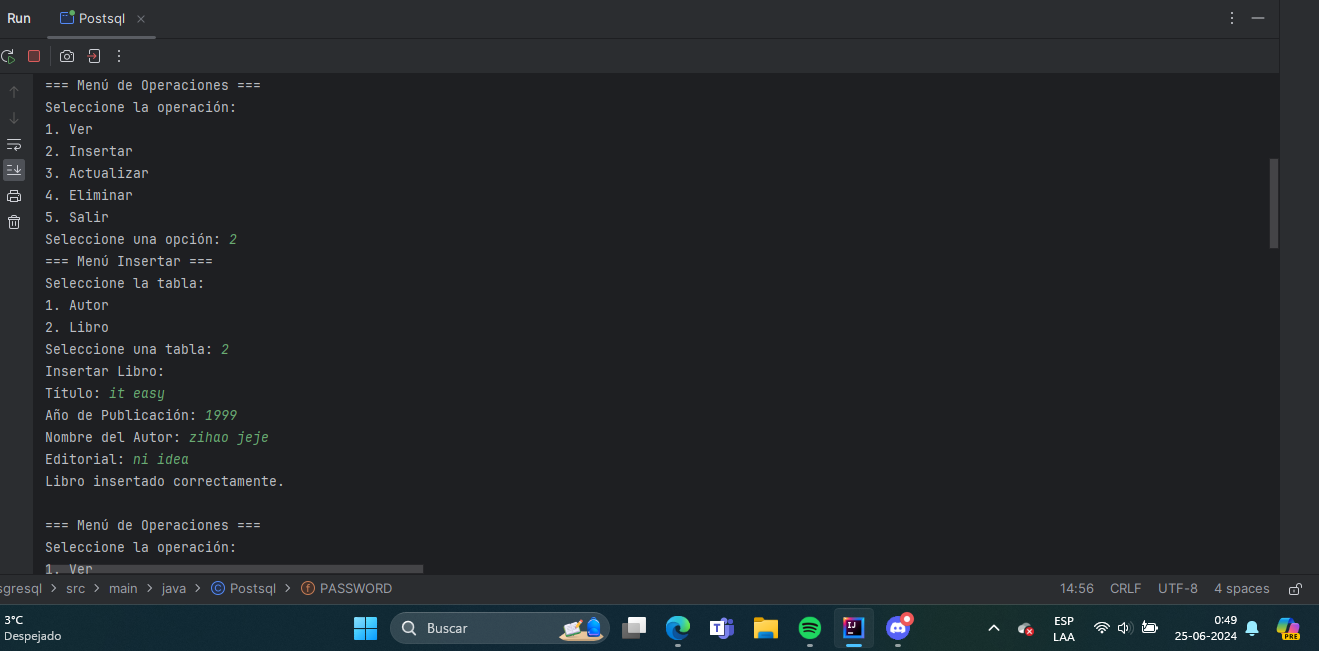 Run Postsql
=== Menú de Operaciones ===
Seleccione la operación:
1. Ver
2. Insertar
3. Actualizar
4. Eliminar
5. Salir
Seleccione una opción: 2
=== Menú Insertar ===
Seleccione la tabla:
1. Autor
2. Libro
Seleccione una tabla: 2
Insertar Libro:
Título: it easy
Año de Publicación: 1999
Nombre del Autor: zihao jeje
Editorial: ni idea
Libro insertado correctamente.
=== Menú de Operaciones ===
Seleccione la operación:
1. Ver
sgresql > src > main > java > Postsql > PASSWORD 14:56 CRLF UTF-8 4 spaces
3°C
Despejado
Buscar
ESP
LAA
0:49
25-06-2024
PRE